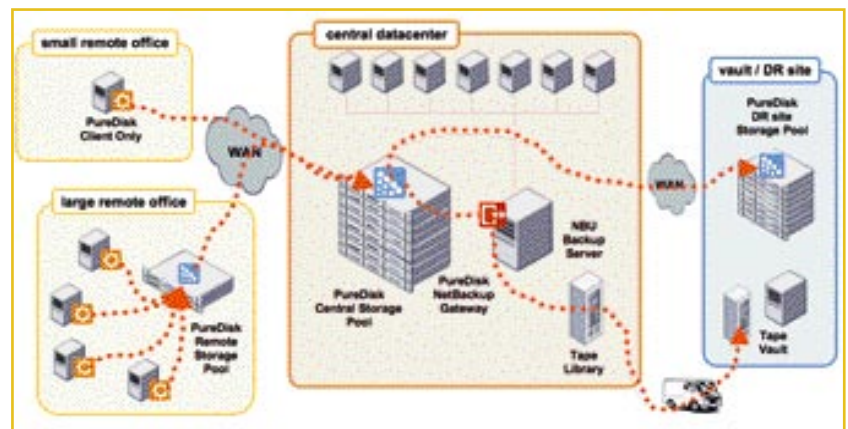 small remote office
PureDisk
Client Only
WAN
large remote office
PureDisk
Remote
Storage
Pool
central datacenter
PureDisk
Central Storage
Pool
PureDisk
NetBackup
Gateway
NBU
Backup
Server
Tape
Library
WAN
vault / DR site
PureDisk
DR site
Storage Pool
Tape
Vault